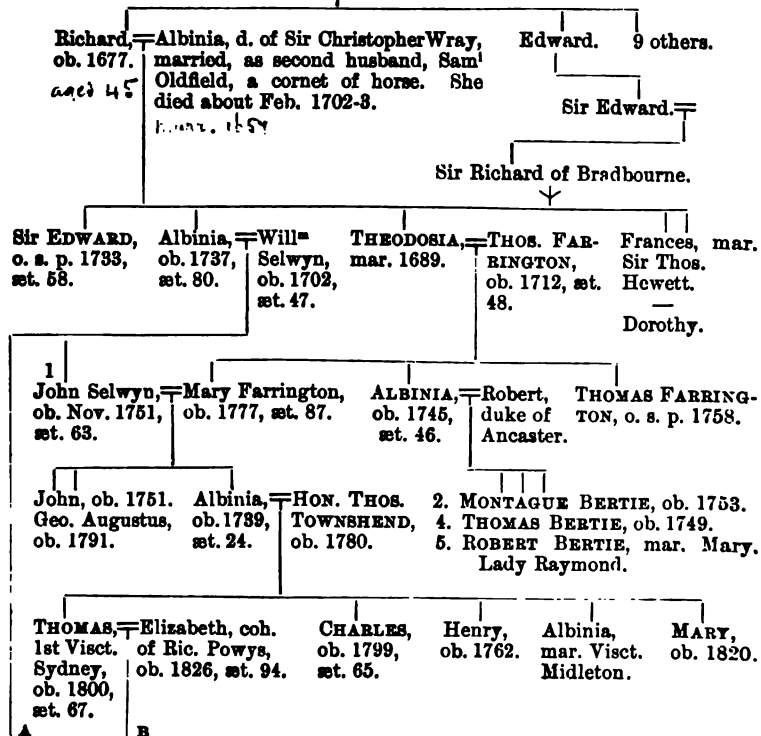 Richard,
ob. 1677.
aged 45
Albinia, d. of Sir Christopher Wray,
married, as second husband, Saml
Oldfield, a cornet of horse. She
died about Feb. 1702-3.
Edward.
9 others.
Sir Edward.
Sir Richard of Bradbourne.
Sir EDWARD,
o. s. p. 1733,
æt. 58.
Albinia,
ob. 1737,
æt. 80.
Willm
Selwyn,
ob. 1702,
æt. 47.
THEODOSIA,
mar. 1689.
THOS. FAR-
RINGTON,
ob. 1712, æt.
48.
Frances, mar.
Sir Thos.
Hewett.
—
Dorothy.
1
John Selwyn,
ob. Nov. 1751,
æt. 63.
Mary Farrington,
ob. 1777, æt. 87.
ALBINIA,
ob. 1745,
æt. 46.
Robert,
duke of
Ancaster.
THOMAS FARRING-
TON, o. s. p. 1758.
John, ob. 1751.
Geo. Augustus,
ob. 1791.
Albinia,
ob. 1739,
æt. 24.
HON. THOS.
TOWNSHEND,
ob. 1780.
2. MONTAGUE BERTIE, ob. 1753.
4. THOMAS BERTIE, ob. 1749.
5. ROBERT BERTIE, mar. Mary.
Lady Raymond.
THOMAS,
1st Visct.
Sydney,
ob. 1800,
æt. 67.
Elizabeth, coh.
of Ric. Powys,
ob. 1826, æt. 94.
CHARLES,
ob. 1799,
æt. 65.
Henry,
ob. 1762.
Albinia,
mar. Visct.
Midleton.
MARY,
ob. 1820.
A
B